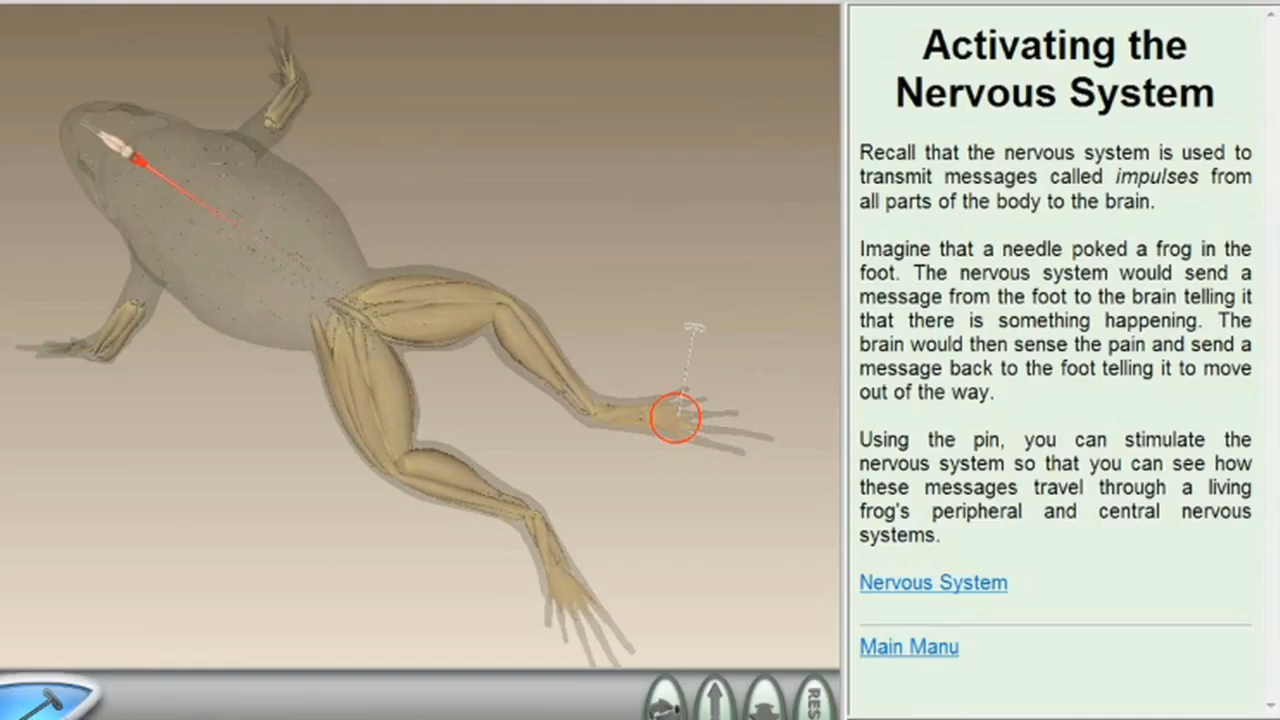 Activating the
Nervous System
Recall that the nervous system is used to
transmit messages called impulses from
all parts of the body to the brain.
Imagine that a needle poked a frog in the
foot. The nervous system would send a
message from the foot to the brain telling it
that there is something happening. The
brain would then sense the pain and send a
message back to the foot telling it to move
out of the way.
Using the pin, you can stimulate the
nervous system so that you can see how
these messages travel through a living
frog's peripheral and central nervous
systems.
Nervous System
Main Manu
RES